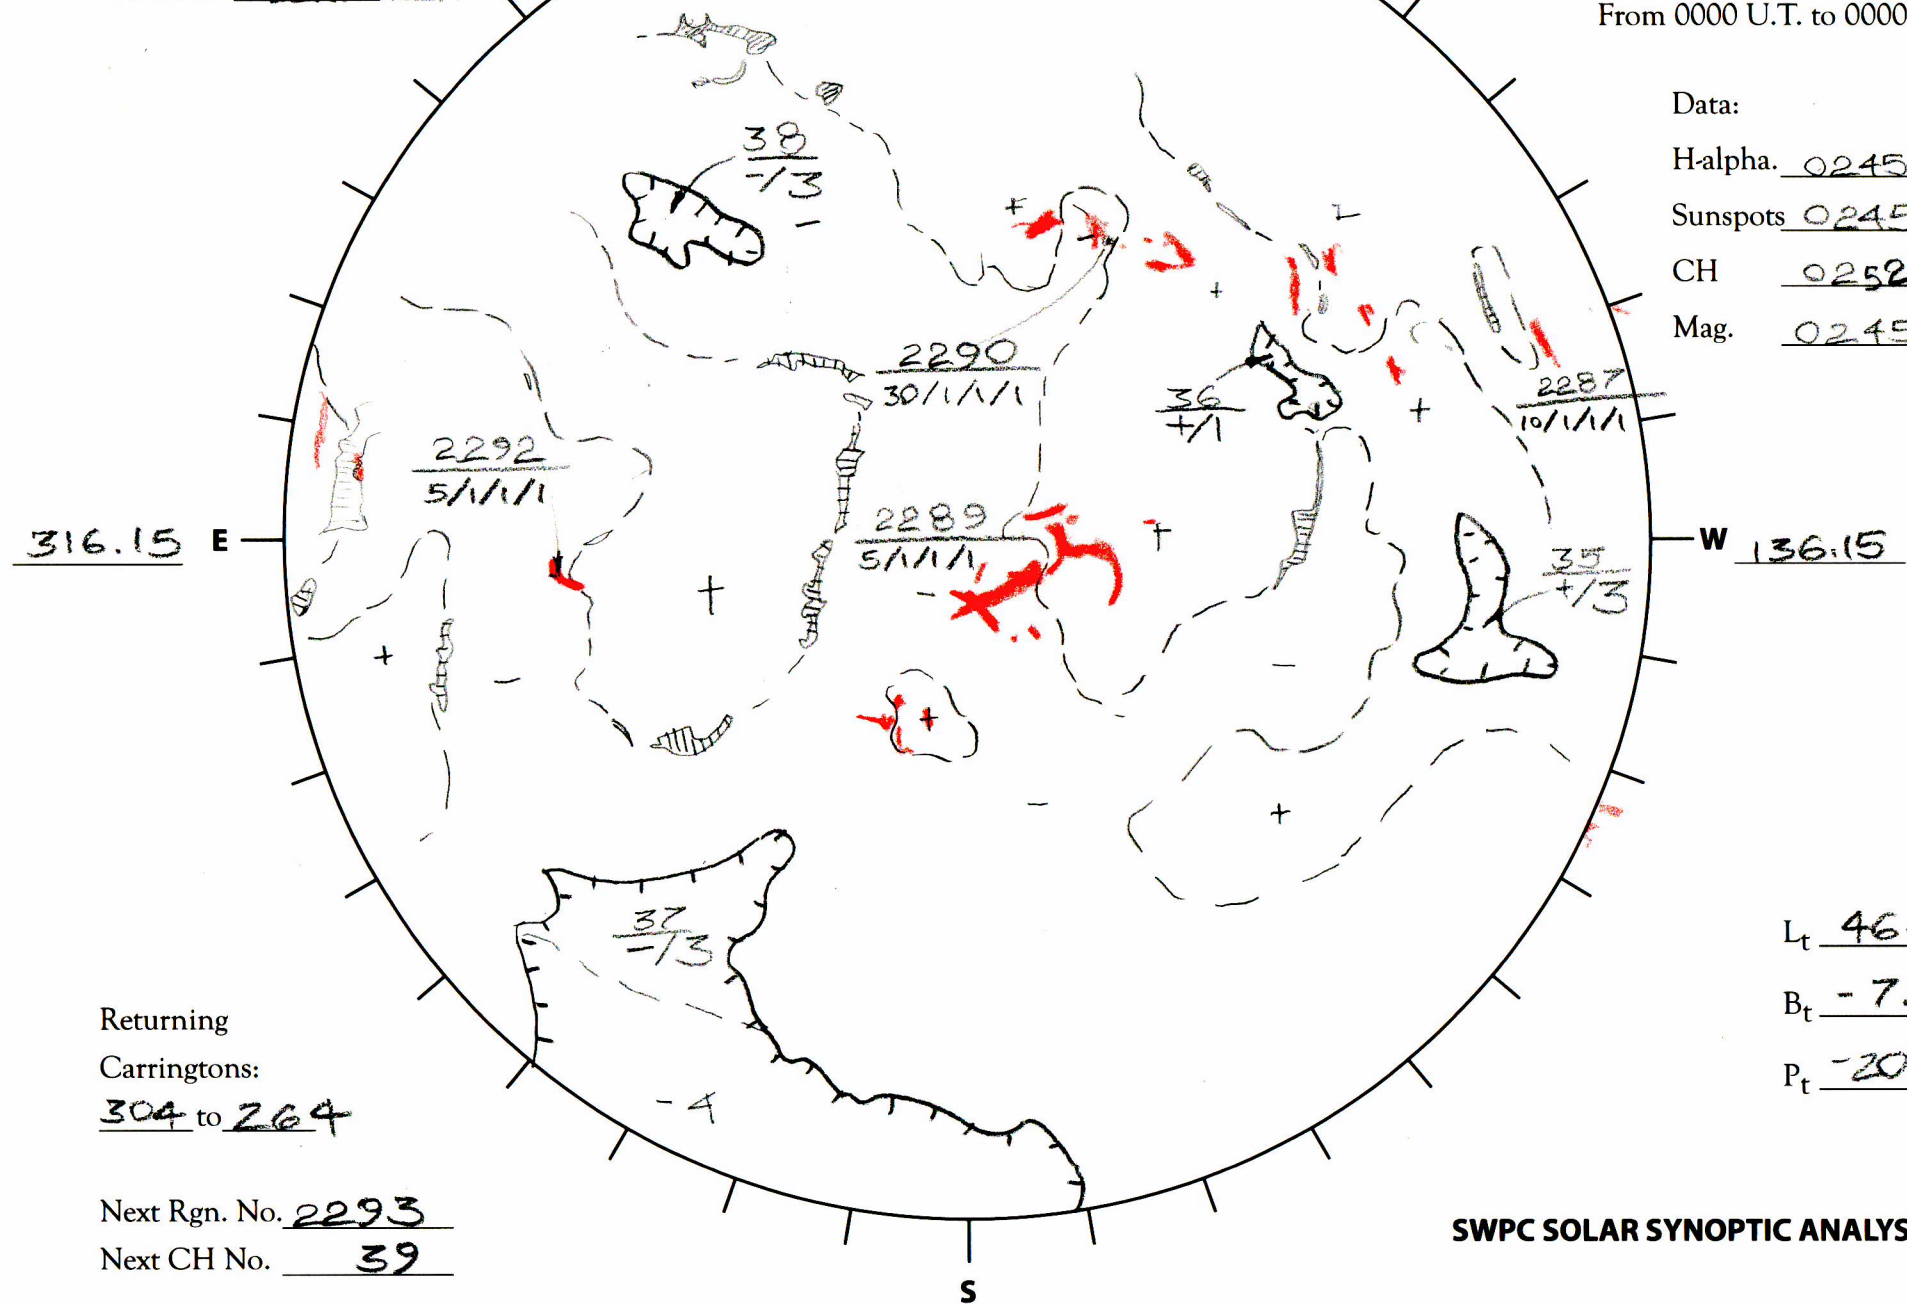 From 0000 U.T. to 0000
Data:
H-alpha. 0245
Sunspots 0245
CH 0252
Mag. 0245
38
-/3
-
+
+
2290
30/1/1/1
36
+/1
+
2287
10/1/1/1
2292
5/1/1/1
2289
5/1/1/1
+
316.15 E
W 136.15
35
+/3
+
-
+
-
-
+
-
+
37
-/3
-4
Lt 46
Bt -7.
Pt -20
Returning
Carringtons:
304 to 264
Next Rgn. No. 2293
Next CH No. 39
SWPC SOLAR SYNOPTIC ANALYS
S